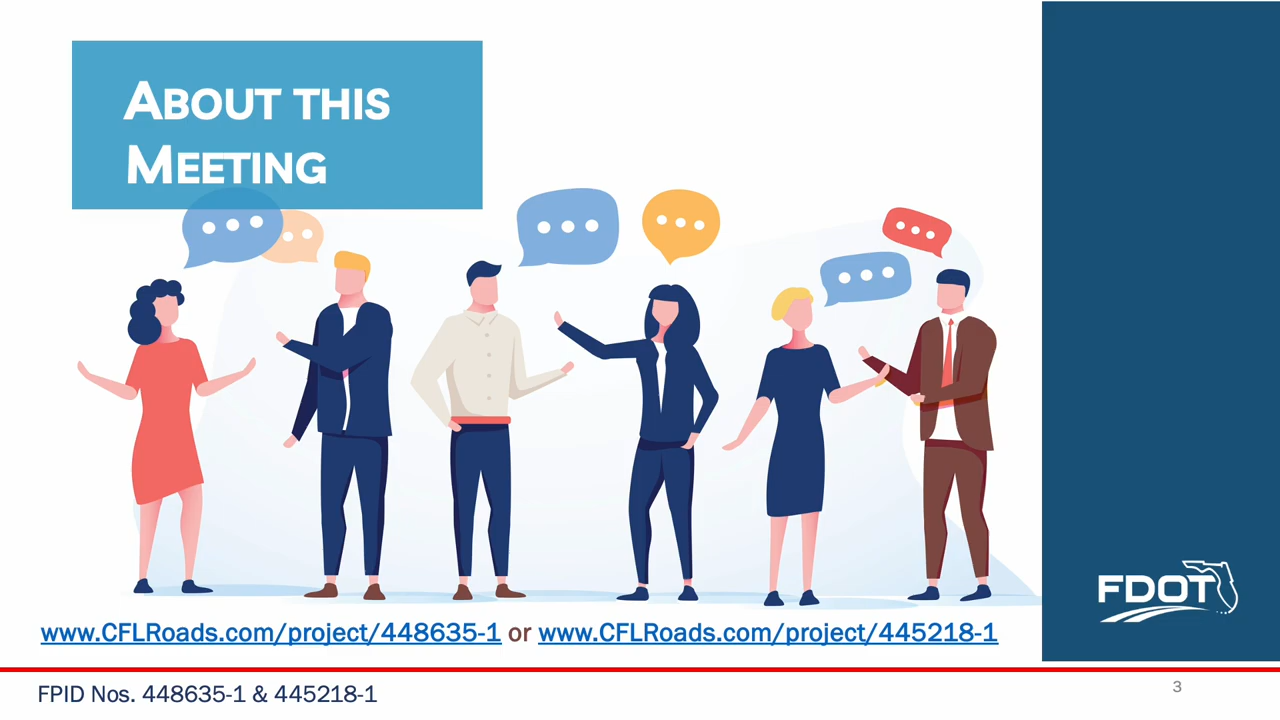 ABOUT THIS
MEETING
www.CFLRoads.com/project/448635-1 or www.CFLRoads.com/project/445218-1
FDOT
FPID Nos. 448635-1 & 445218-1
3